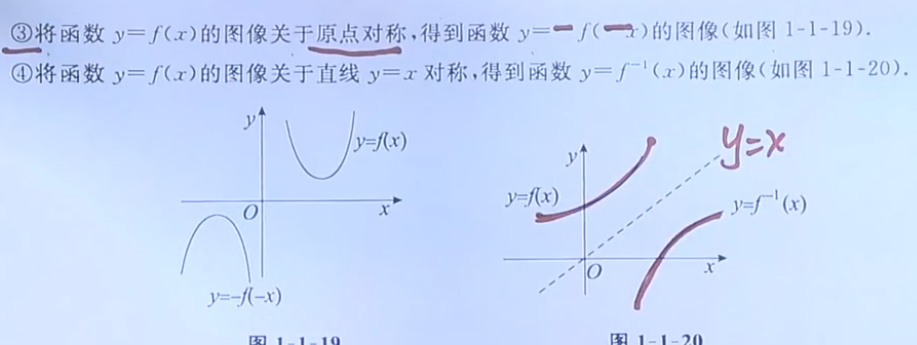 ③将函数 y=f(x)的图像关于原点对称,得到函数 y=-f(-x)的图像(如图 1-1-19).
④将函数 y=f(x)的图像关于直线 y=x 对称,得到函数 y=f⁻¹(x)的图像(如图 1-1-20).
y
y=f(x)
O
x
y=-f(-x)
图 1-1-19
y
y=x
y=f(x)
y=f⁻¹(x)
O
x
图 1-1-20